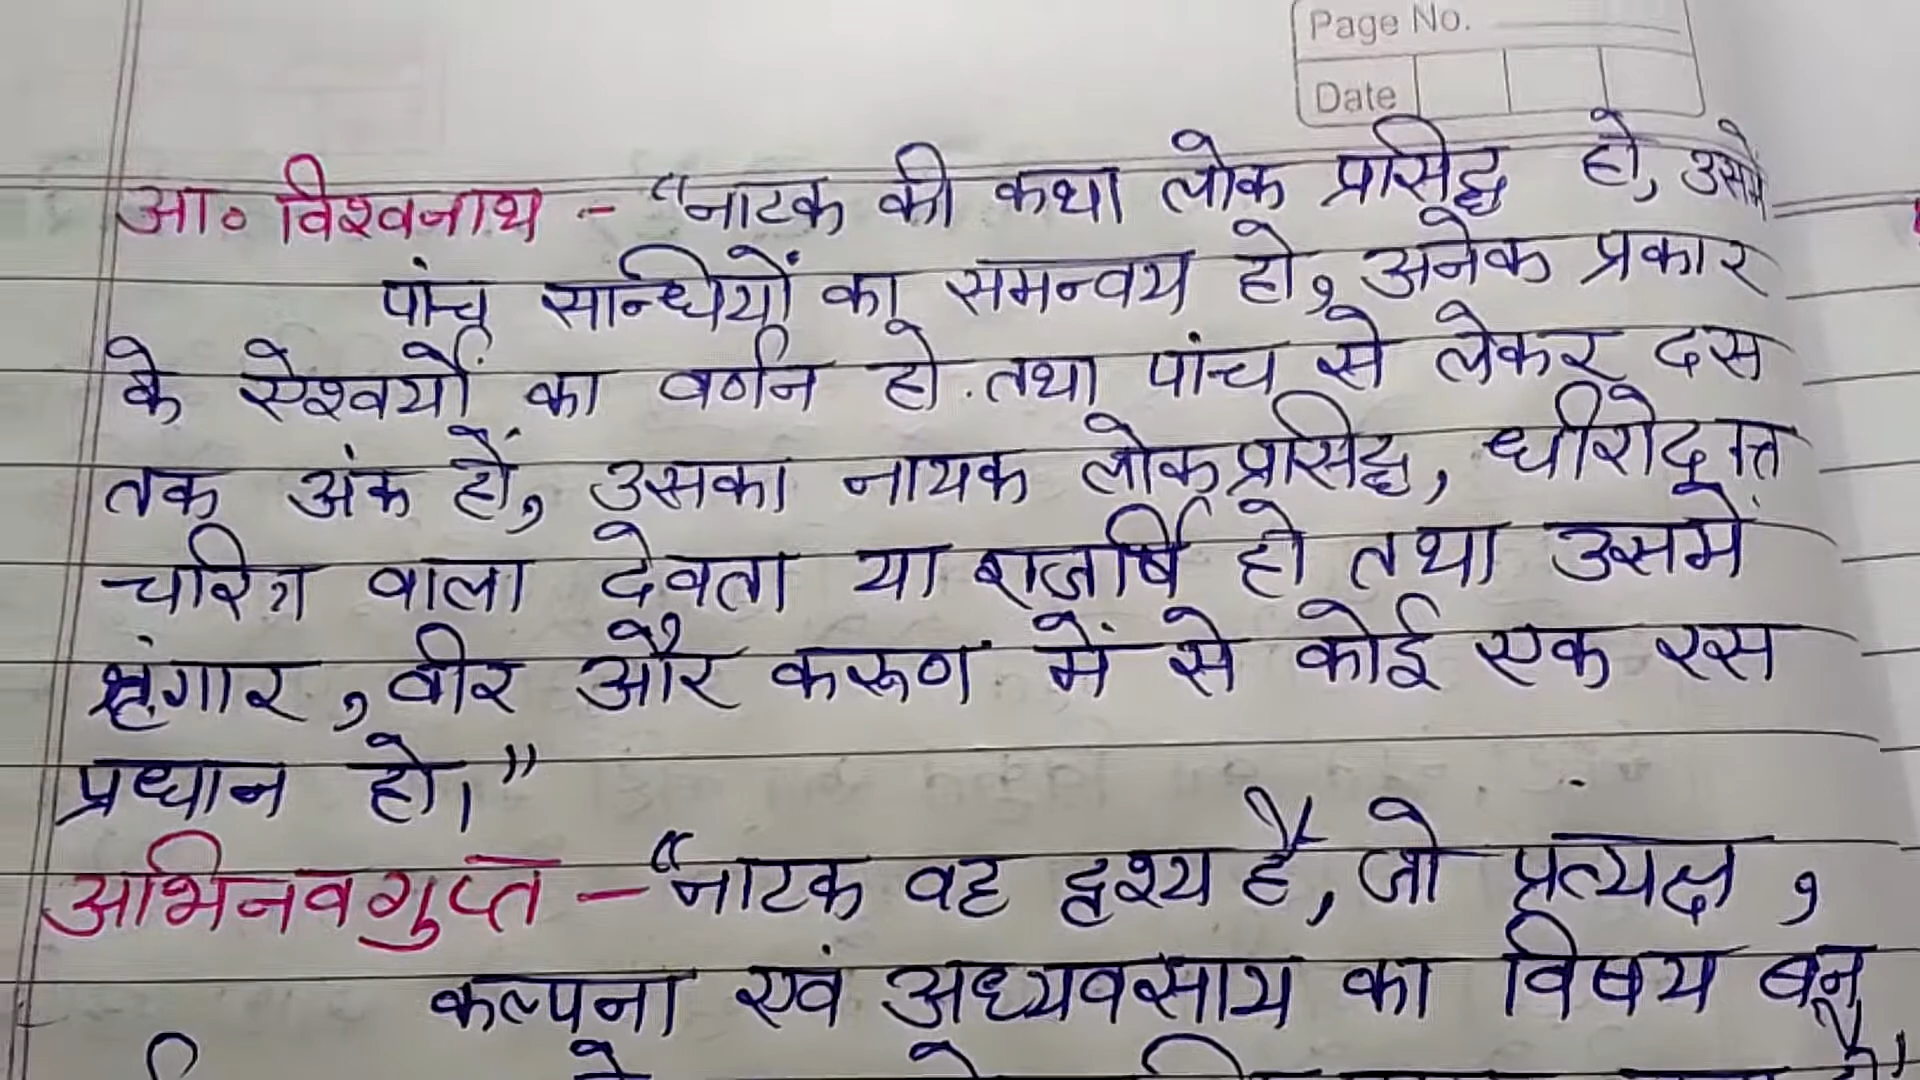 Page No.
Date
आ० विश्वनाथ - "नाटक की कथा लोक प्रसिद्ध हो, उसमें
पांच सन्धियों का समन्वय हो, अनेक प्रकार
के ऐश्वर्यों का वर्णन हो तथा पांच से लेकर दस
तक अंक हों, उसका नायक लोकप्रसिद्ध, धीरोदात्त
चरित्र वाला देवता या राजर्षि हो तथा उसमें
श्रृंगार, वीर और करूण में से कोई एक रस
प्रधान हो।"
अभिनवगुप्त - "नाटक वह दृश्य है, जो प्रत्यक्ष,
कल्पना एवं अध्यवसाय का विषय बन